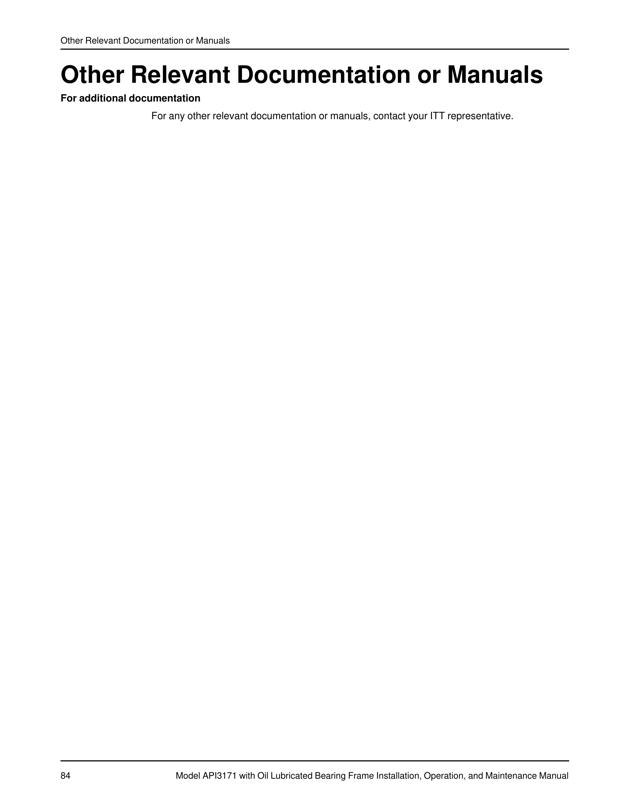 Other Relevant Documentation or Manuals
Other Relevant Documentation or Manuals
For additional documentation
For any other relevant documentation or manuals, contact your ITT representative.
84 Model API3171 with Oil Lubricated Bearing Frame Installation, Operation, and Maintenance Manual